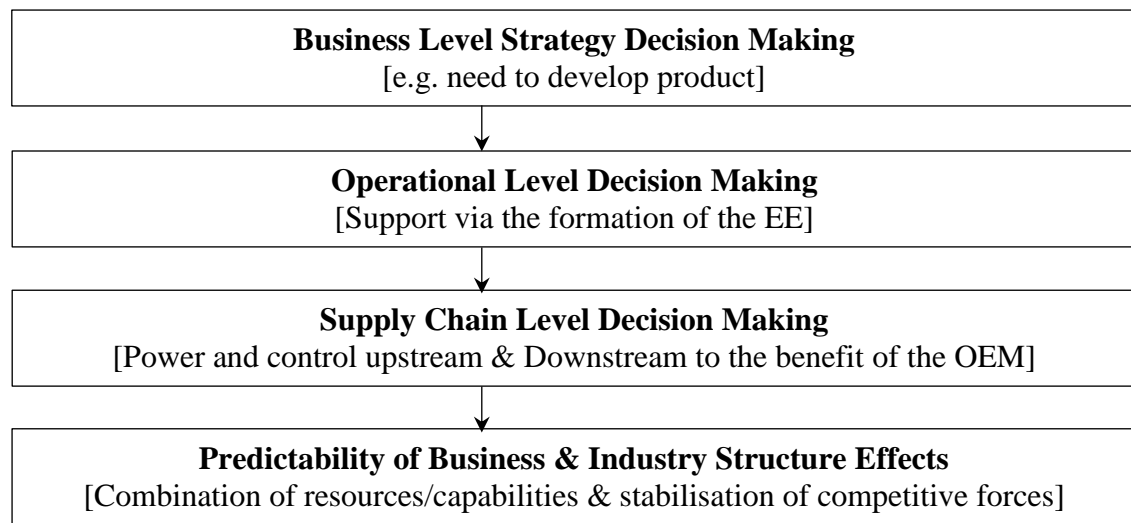 Business Level Strategy Decision Making
[e.g. need to develop product]
Operational Level Decision Making
[Support via the formation of the EE]
Supply Chain Level Decision Making
[Power and control upstream & Downstream to the benefit of the OEM]
Predictability of Business & Industry Structure Effects
[Combination of resources/capabilities & stabilisation of competitive forces]